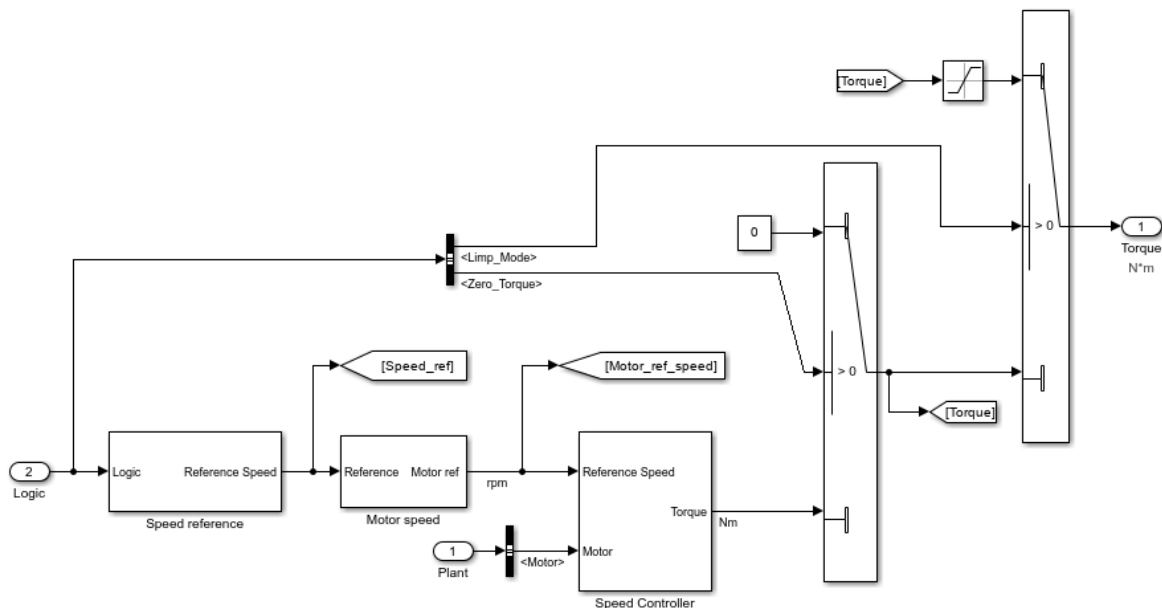 [Torque]
> 0
1
Torque
N*m
0
<Limp_Mode>
<Zero_Torque>
> 0
[Speed_ref]
[Motor_ref_speed]
[Torque]
2
Logic
Logic
Reference Speed
Speed reference
Reference
Motor ref
Motor speed
rpm
Reference Speed
Torque
Motor
Speed Controller
Nm
1
Plant
<Motor>